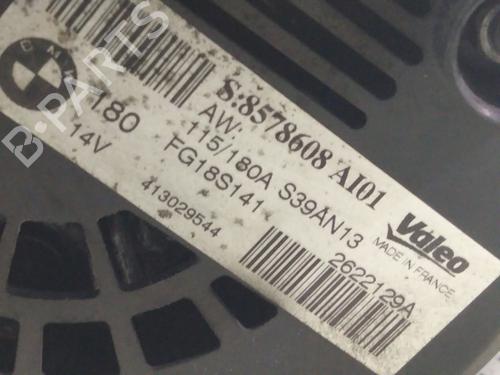 BMW
S:8578608 AI01
AW:
180
115/180A S39AN13
14V
FG18S141
413029544
2622129A
Valeo
MADE IN FRANCE
B-PARTS